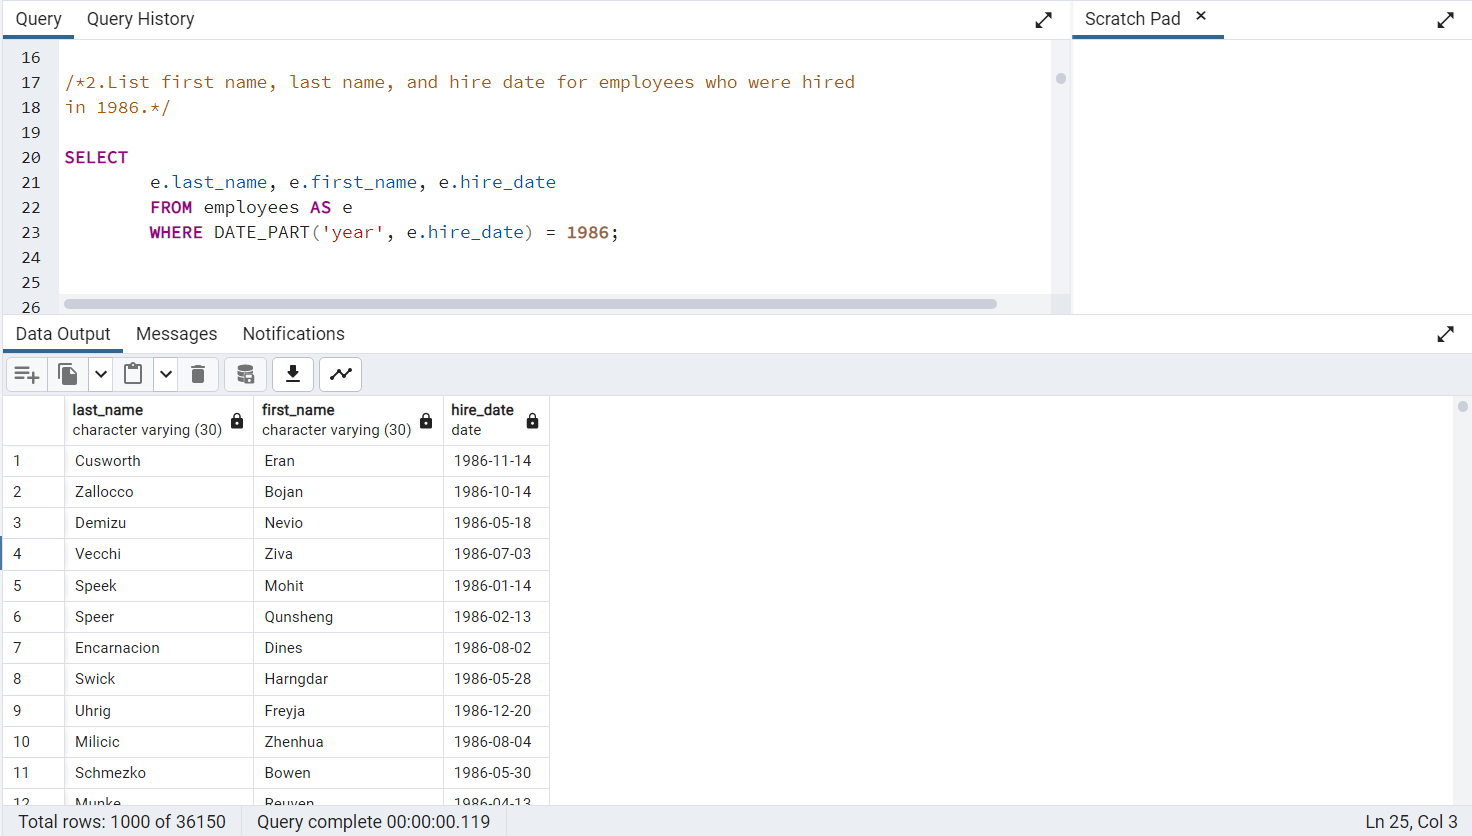 Query Query History Scratch Pad ×
16
17 /*2.List first name, last name, and hire date for employees who were hired
18 in 1986.*/
19
20 SELECT
21 e.last_name, e.first_name, e.hire_date
22 FROM employees AS e
23 WHERE DATE_PART('year', e.hire_date) = 1986;
24
25
26
Data Output Messages Notifications
last_name first_name hire_date
character varying (30) character varying (30) date
1 Cusworth Eran 1986-11-14
2 Zallocco Bojan 1986-10-14
3 Demizu Nevio 1986-05-18
4 Vecchi Ziva 1986-07-03
5 Speek Mohit 1986-01-14
6 Speer Qunsheng 1986-02-13
7 Encarnacion Dines 1986-08-02
8 Swick Harngdar 1986-05-28
9 Uhrig Freyja 1986-12-20
10 Milicic Zhenhua 1986-08-04
11 Schmezko Bowen 1986-05-30
12 Munke Reuven 1986-04-13
Total rows: 1000 of 36150 Query complete 00:00:00.119 Ln 25, Col 3